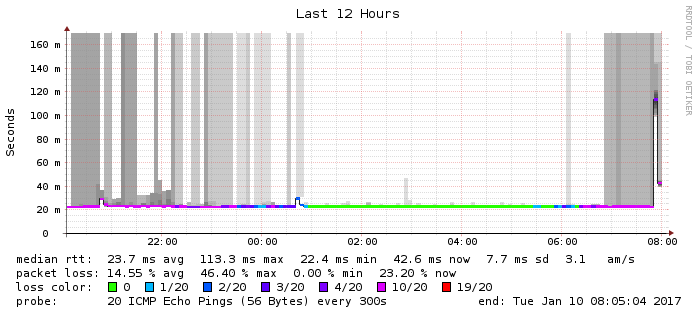 Last 12 Hours
RRDTOOL / TOBI OETIKER
Seconds
160 m
140 m
120 m
100 m
80 m
60 m
40 m
20 m
0
22:00 00:00 02:00 04:00 06:00 08:00
median rtt: 23.7 ms avg 113.3 ms max 22.4 ms min 42.6 ms now 7.7 ms sd 3.1 am/s
packet loss: 14.55 % avg 46.40 % max 0.00 % min 23.20 % now
loss color: 0 1/20 2/20 3/20 4/20 10/20 19/20
probe: 20 ICMP Echo Pings (56 Bytes) every 300s end: Tue Jan 10 08:05:04 2017